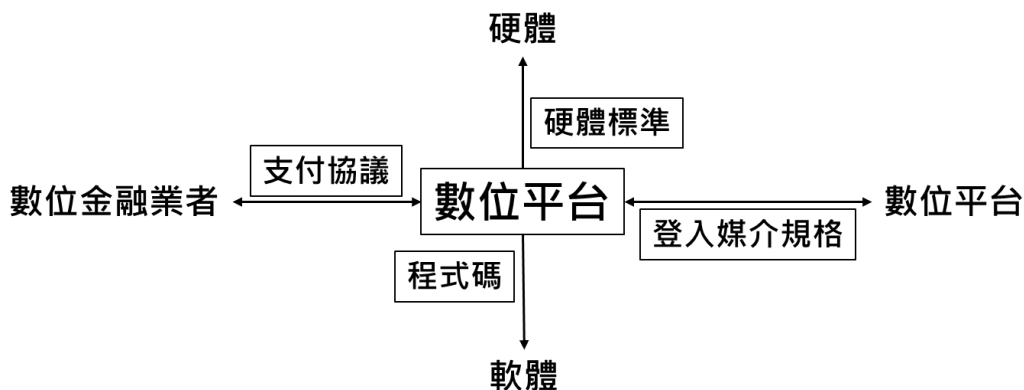 硬體
硬體標準
支付協議
數位金融業者
數位平台
數位平台
登入媒介規格
程式碼
軟體